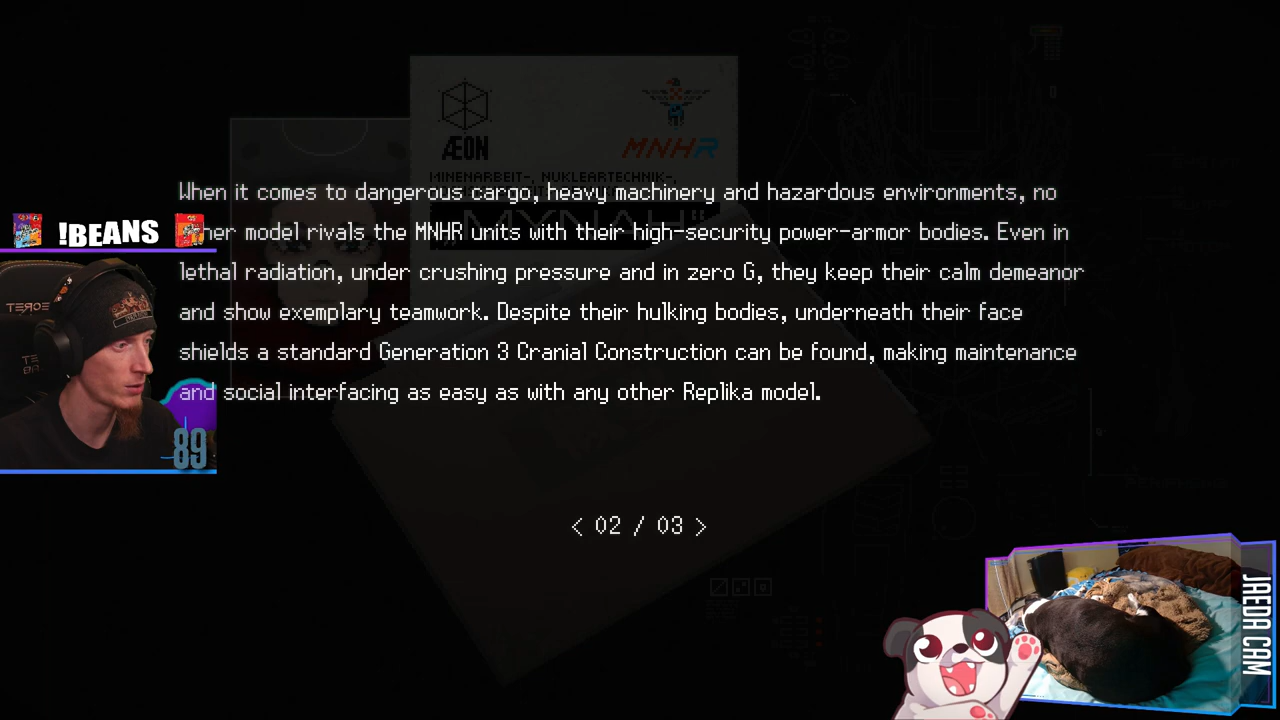 ÆON
MNHR
MINENARBEIT-, NUKLEARTECHNIK-,
"MYNAH"
When it comes to dangerous cargo, heavy machinery and hazardous environments, no
her model rivals the MNHR units with their high-security power-armor bodies. Even in
lethal radiation, under crushing pressure and in zero G, they keep their calm demeanor
and show exemplary teamwork. Despite their hulking bodies, underneath their face
shields a standard Generation 3 Cranial Construction can be found, making maintenance
and social interfacing as easy as with any other Replika model.
< 02 / 03 >
!BEANS
89
JAEDA CAM